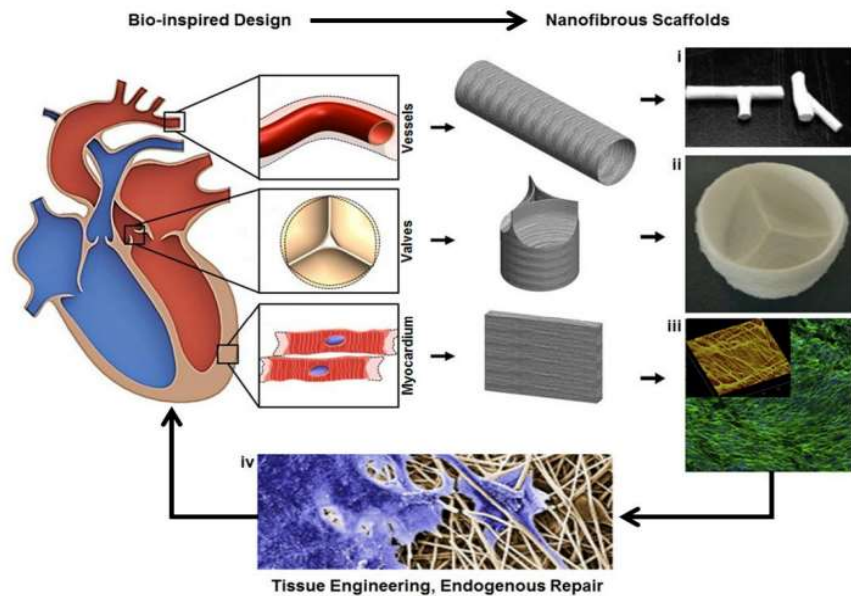 Bio-inspired Design
Nanofibrous Scaffolds
i
Vessels
ii
Valves
iii
Myocardium
iv
Tissue Engineering, Endogenous Repair